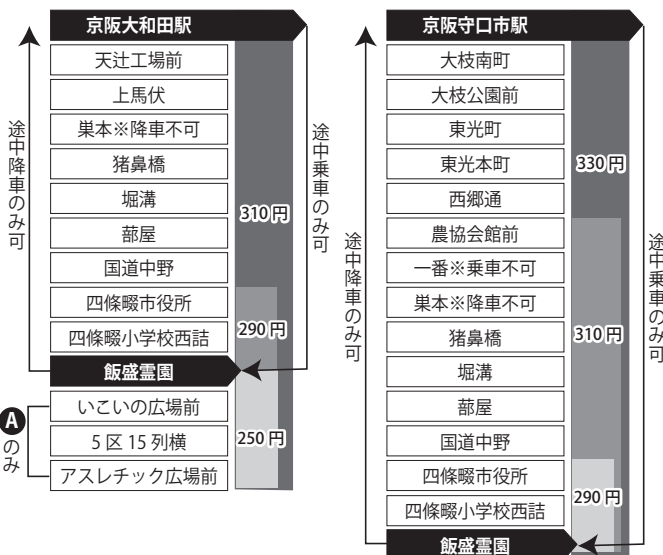 京阪大和田駅
天辻工場前
上馬伏
巣本※降車不可
猪鼻橋
堀溝
蔀屋
国道中野
四條畷市役所
四條畷小学校西詰
飯盛霊園
いこいの広場前
5区15列横
アスレチック広場前
途中降車のみ可
途中乗車のみ可
310円
290円
250円
Aのみ
京阪守口市駅
大枝南町
大枝公園前
東光町
東光本町
西郷通
農協会館前
一番※乗車不可
巣本※降車不可
猪鼻橋
堀溝
蔀屋
国道中野
四條畷市役所
四條畷小学校西詰
飯盛霊園
途中降車のみ可
途中乗車のみ可
330円
310円
290円